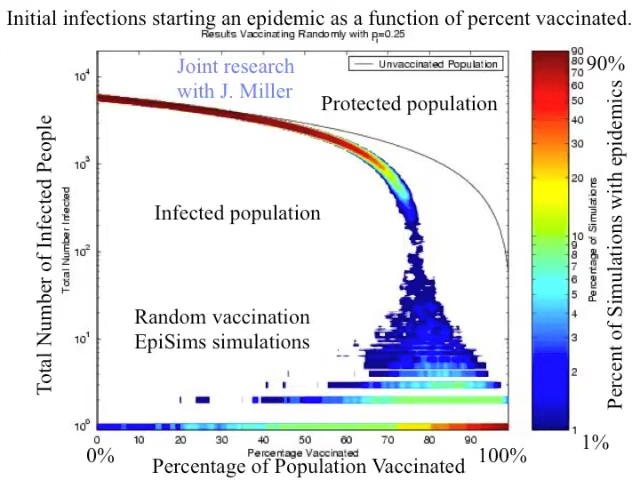 Initial infections starting an epidemic as a function of percent vaccinated.
Results Vaccinating Randomly with pI=0.25
Joint research
with J. Miller
Unvaccinated Population
Protected population
Infected population
Random vaccination
EpiSims simulations
Total Number of Infected People
Total Number Infected
10^4
10^3
10^2
10^1
10^0
0 10 20 30 40 50 60 70 80 90
Percentage Vaccinated
0%
100%
Percentage of Population Vaccinated
90
80
70
60
50
40
30
20
10
9
8
7
6
5
4
3
2
1
90%
1%
Percentage of Simulations
Percent of Simulations with epidemics